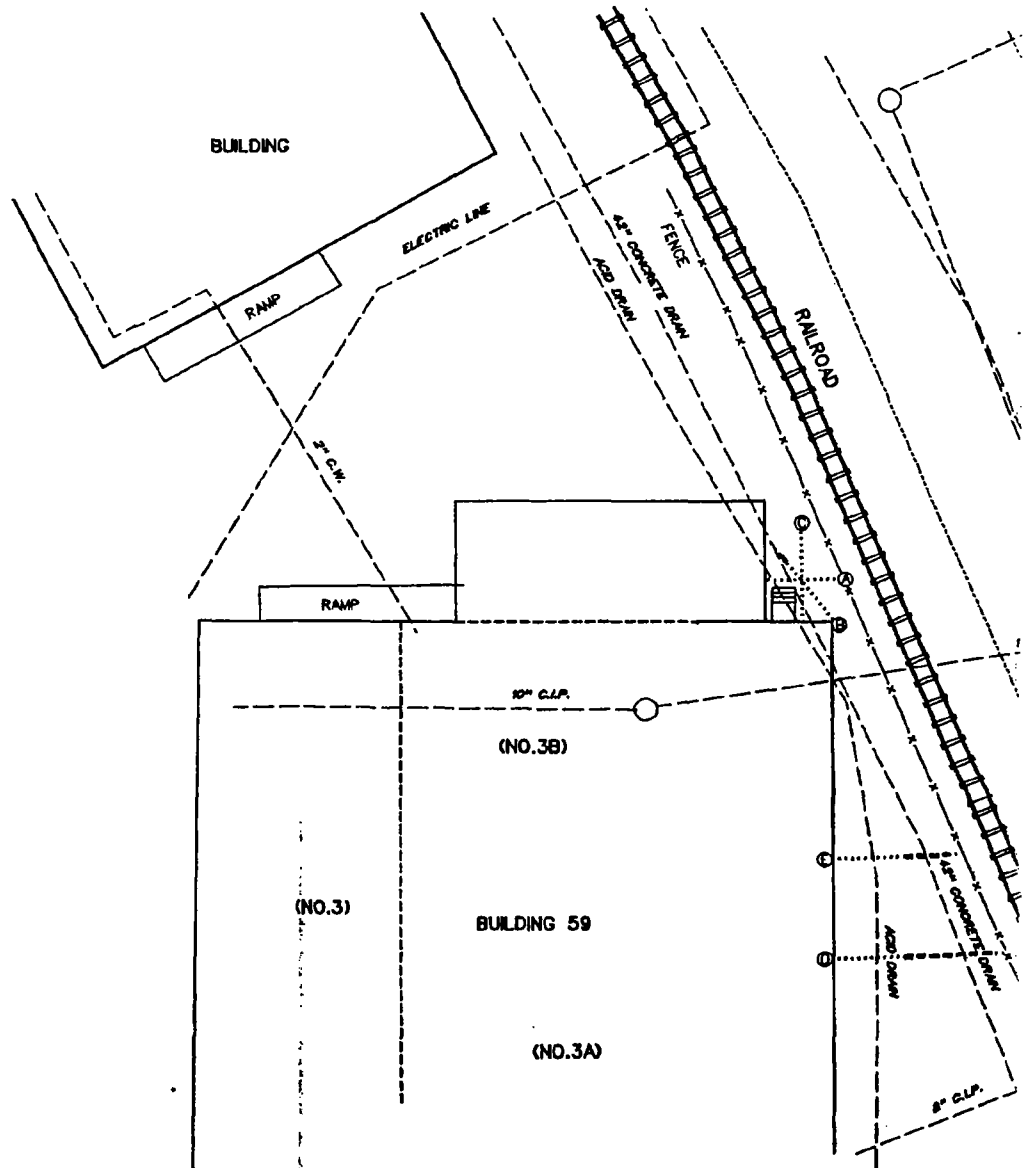 BUILDING
ELECTRIC LINE
RAMP
42" CONCRETE DRAIN
FENCE
ACID DRAIN
RAILROAD
2" C.W.
C
A
RAMP
B
10" C.I.P.
(NO.3B)
E
(NO.3)
BUILDING 59
42" CONCRETE DRAIN
ACID DRAIN
D
(NO.3A)
8" C.I.P.